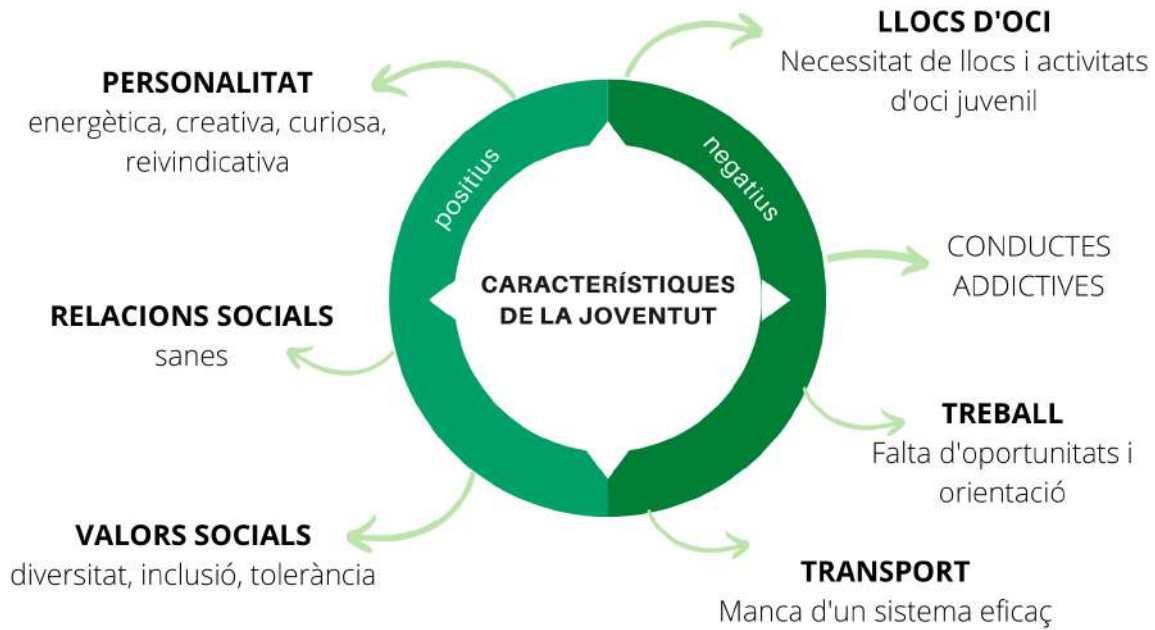 LLOCS D'OCI
Necessitat de llocs i activitats
d'oci juvenil
PERSONALITAT
energètica, creativa, curiosa,
reivindicativa
positius
negatius
CONDUCTES
ADDICTIVES
CARACTERÍSTIQUES
DE LA JOVENTUT
RELACIONS SOCIALS
sanes
TREBALL
Falta d'oportunitats i
orientació
VALORS SOCIALS
diversitat, inclusió, tolerància
TRANSPORT
Manca d'un sistema eficaç